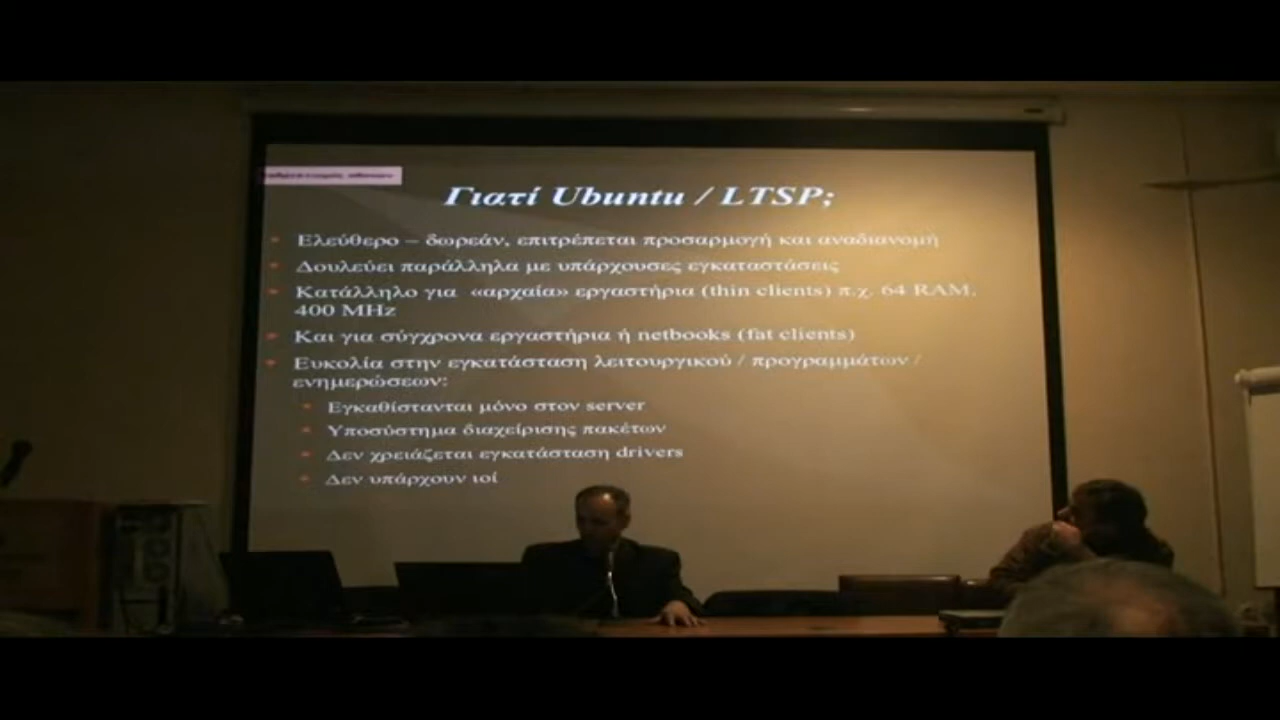 Γιατί Ubuntu / LTSP;
Ελεύθερο – δωρεάν, επιτρέπεται προσαρμογή και αναδιανομή
Δουλεύει παράλληλα με υπάρχουσες εγκαταστάσεις
Κατάλληλο για «αρχαία» εργαστήρια (thin clients) π.χ. 64 RAM,
400 MHz
Και για σύγχρονα εργαστήρια ή netbooks (fat clients)
Ευκολία στην εγκατάσταση λειτουργικού / προγραμμάτων /
ενημερώσεων:
Εγκαθίστανται μόνο στον server
Υποσύστημα διαχείρισης πακέτων
Δεν χρειάζεται εγκατάσταση drivers
Δεν υπάρχουν ιοί